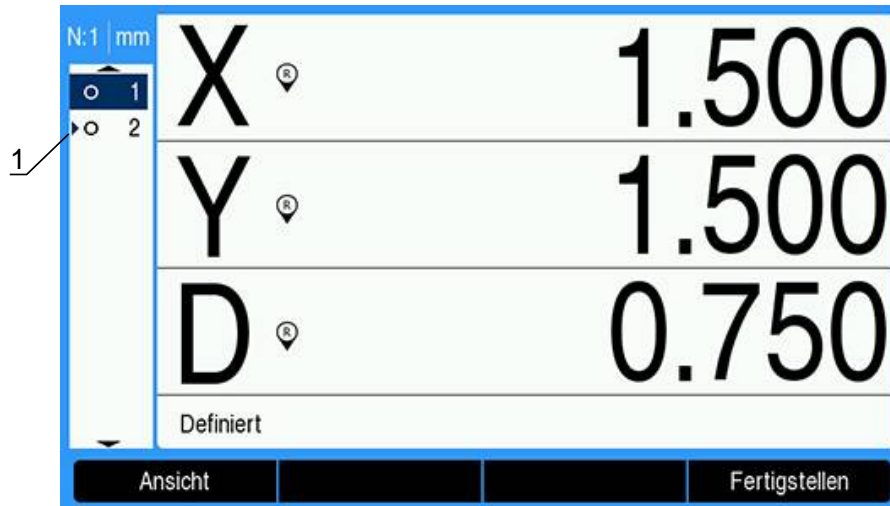 N:1 mm
1
2
1
X R 1.500
Y R 1.500
D R 0.750
Definiert
Ansicht Fertigstellen